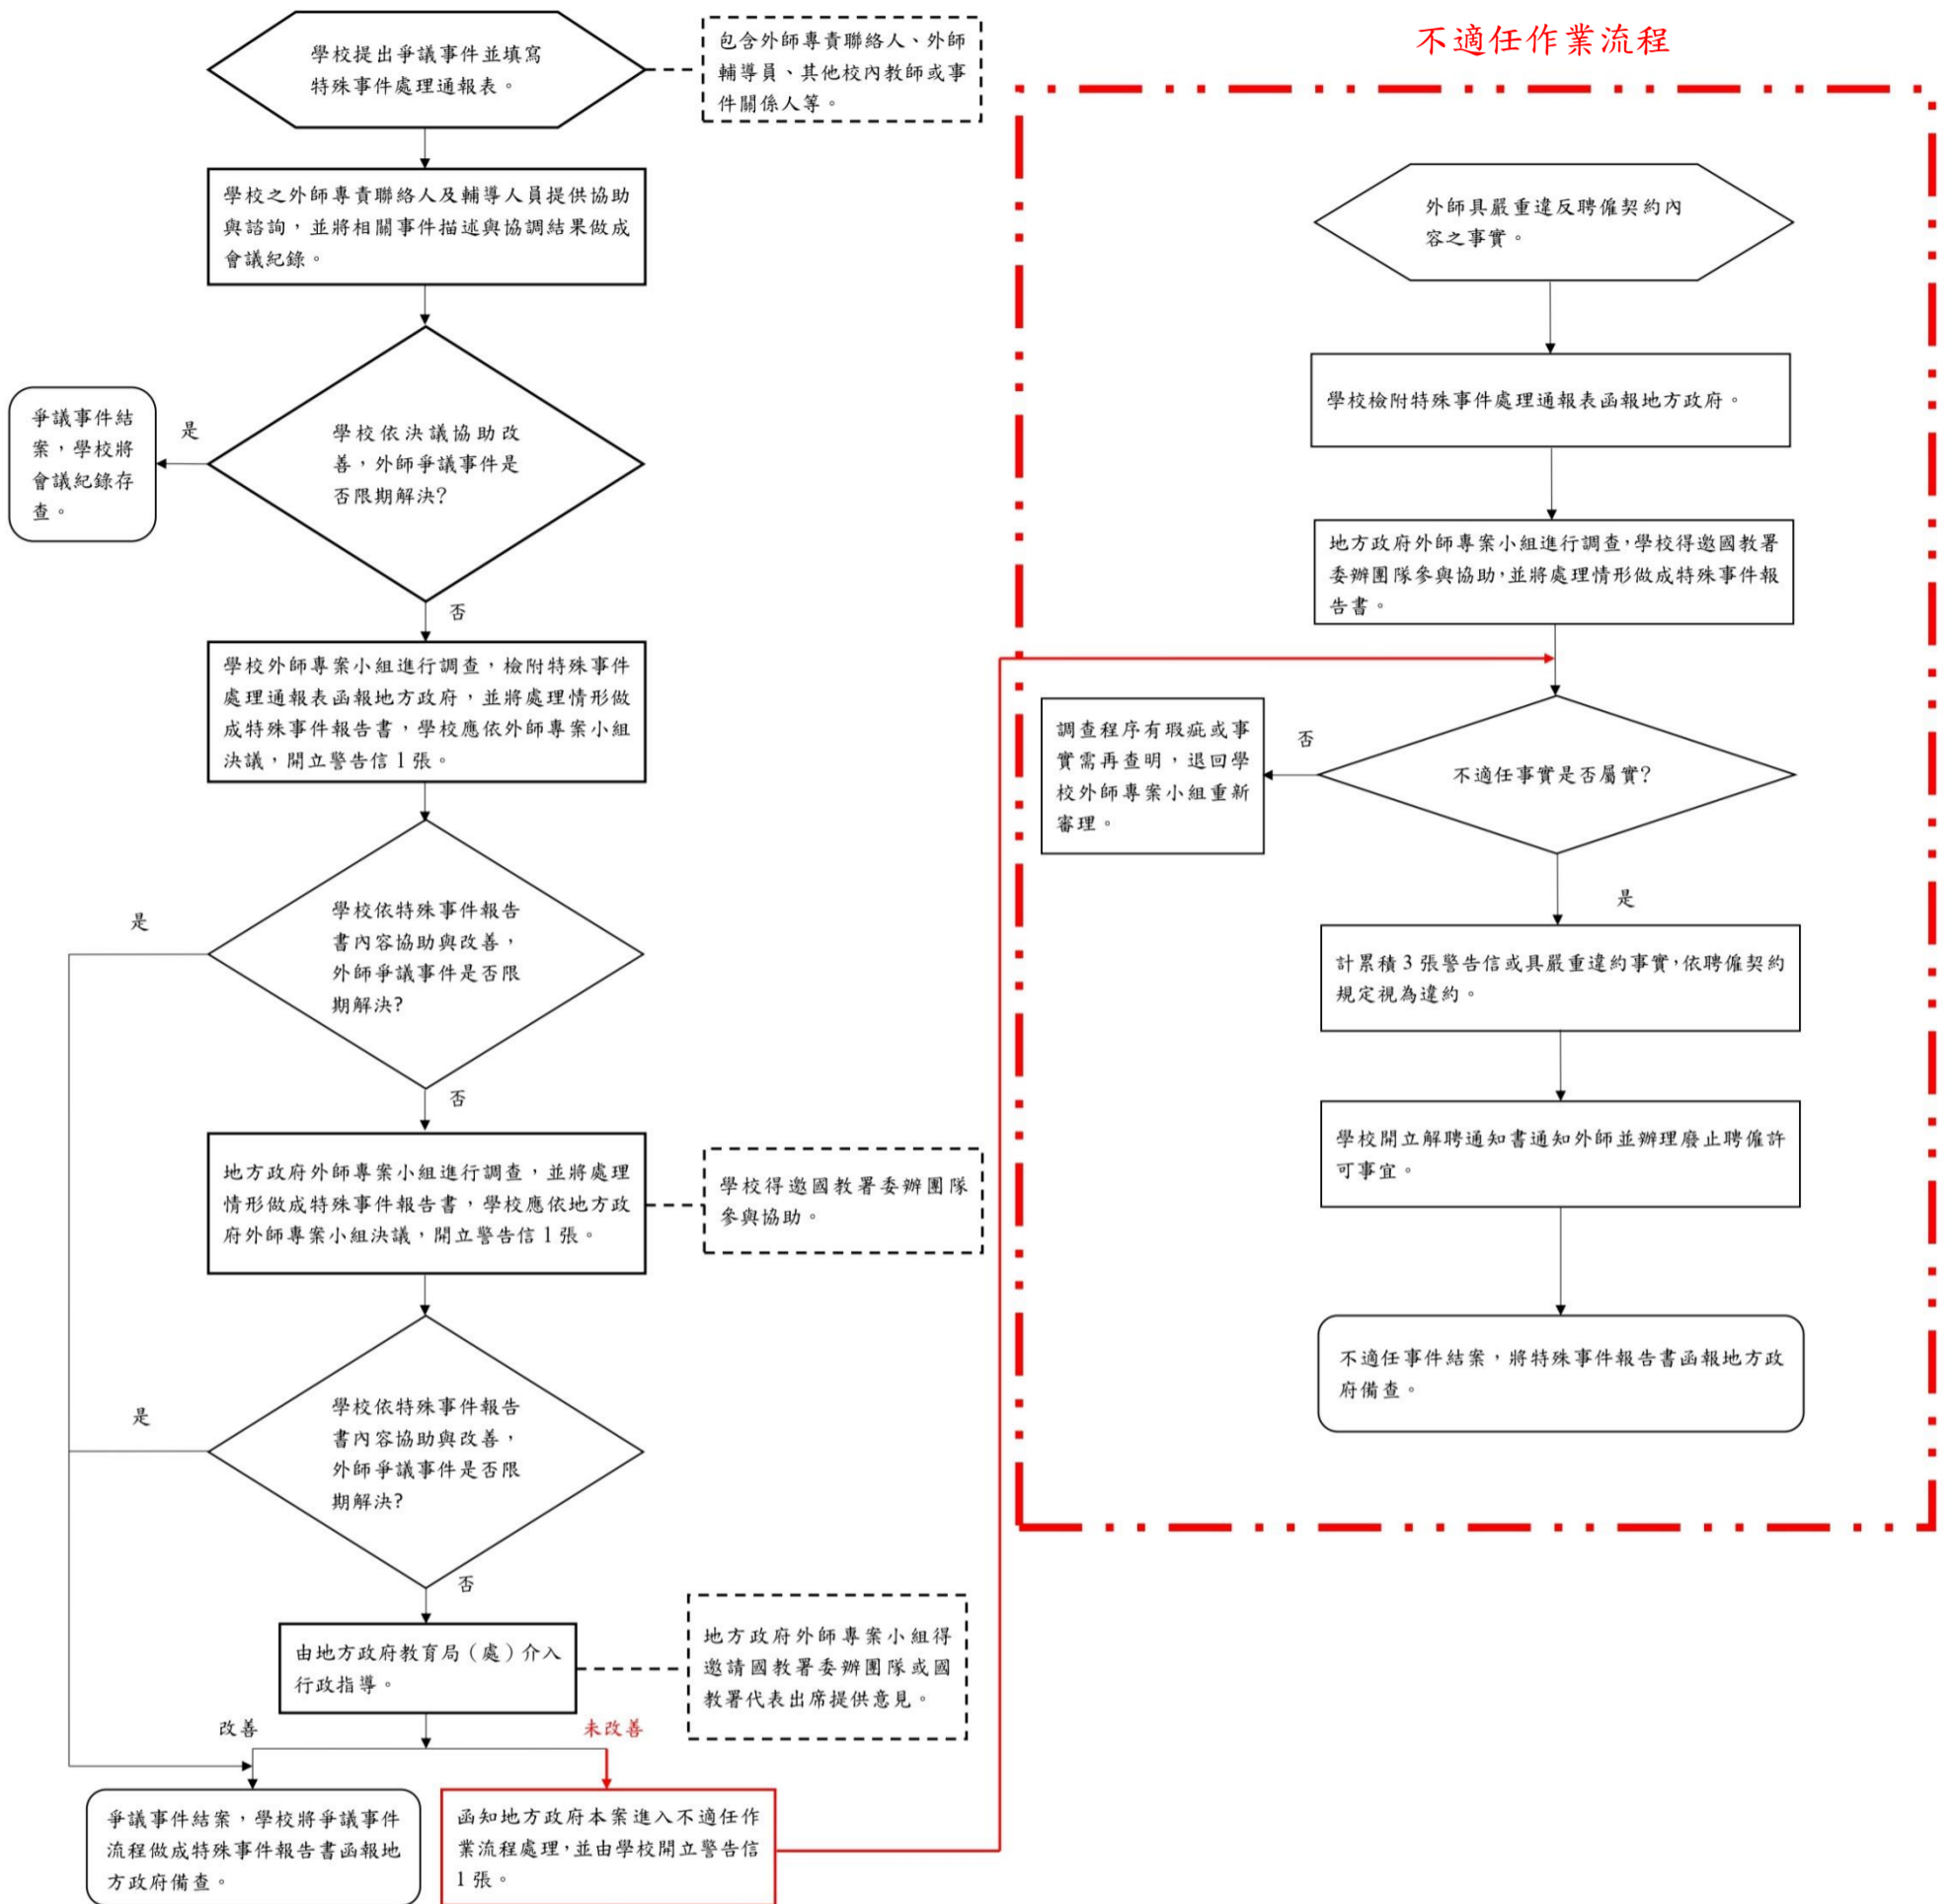 學校提出爭議事件並填寫
特殊事件處理通報表。
包含外師專責聯絡人、外師
輔導員、其他校內教師或事
件關係人等。
學校之外師專責聯絡人及輔導人員提供協助
與諮詢，並將相關事件描述與協調結果做成
會議紀錄。
學校依決議協助改
善，外師爭議事件是
否限期解決?
是
爭議事件結
案，學校將
會議紀錄存
查。
否
學校外師專案小組進行調查，檢附特殊事件
處理通報表函報地方政府，並將處理情形做
成特殊事件報告書，學校應依外師專案小組
決議，開立警告信1張。
學校依特殊事件報告
書內容協助與改善，
外師爭議事件是否限
期解決?
是
否
地方政府外師專案小組進行調查，並將處理
情形做成特殊事件報告書，學校應依地方政
府外師專案小組決議，開立警告信1張。
學校得邀國教署委辦團隊
參與協助。
學校依特殊事件報告
書內容協助與改善，
外師爭議事件是否限
期解決?
是
否
由地方政府教育局（處）介入
行政指導。
地方政府外師專案小組得
邀請國教署委辦團隊或國
教署代表出席提供意見。
改善
未改善
爭議事件結案，學校將爭議事件
流程做成特殊事件報告書函報地
方政府備查。
函知地方政府本案進入不適任作
業流程處理，並由學校開立警告信
1張。
不適任作業流程
外師具嚴重違反聘僱契約內
容之事實。
學校檢附特殊事件處理通報表函報地方政府。
地方政府外師專案小組進行調查，學校得邀國教署
委辦團隊參與協助，並將處理情形做成特殊事件報
告書。
不適任事實是否屬實?
否
調查程序有瑕疵或事
實需再查明，退回學
校外師專案小組重新
審理。
是
計累積3張警告信或具嚴重違約事實，依聘僱契約
規定視為違約。
學校開立解聘通知書通知外師並辦理廢止聘僱許
可事宜。
不適任事件結案，將特殊事件報告書函報地方政
府備查。